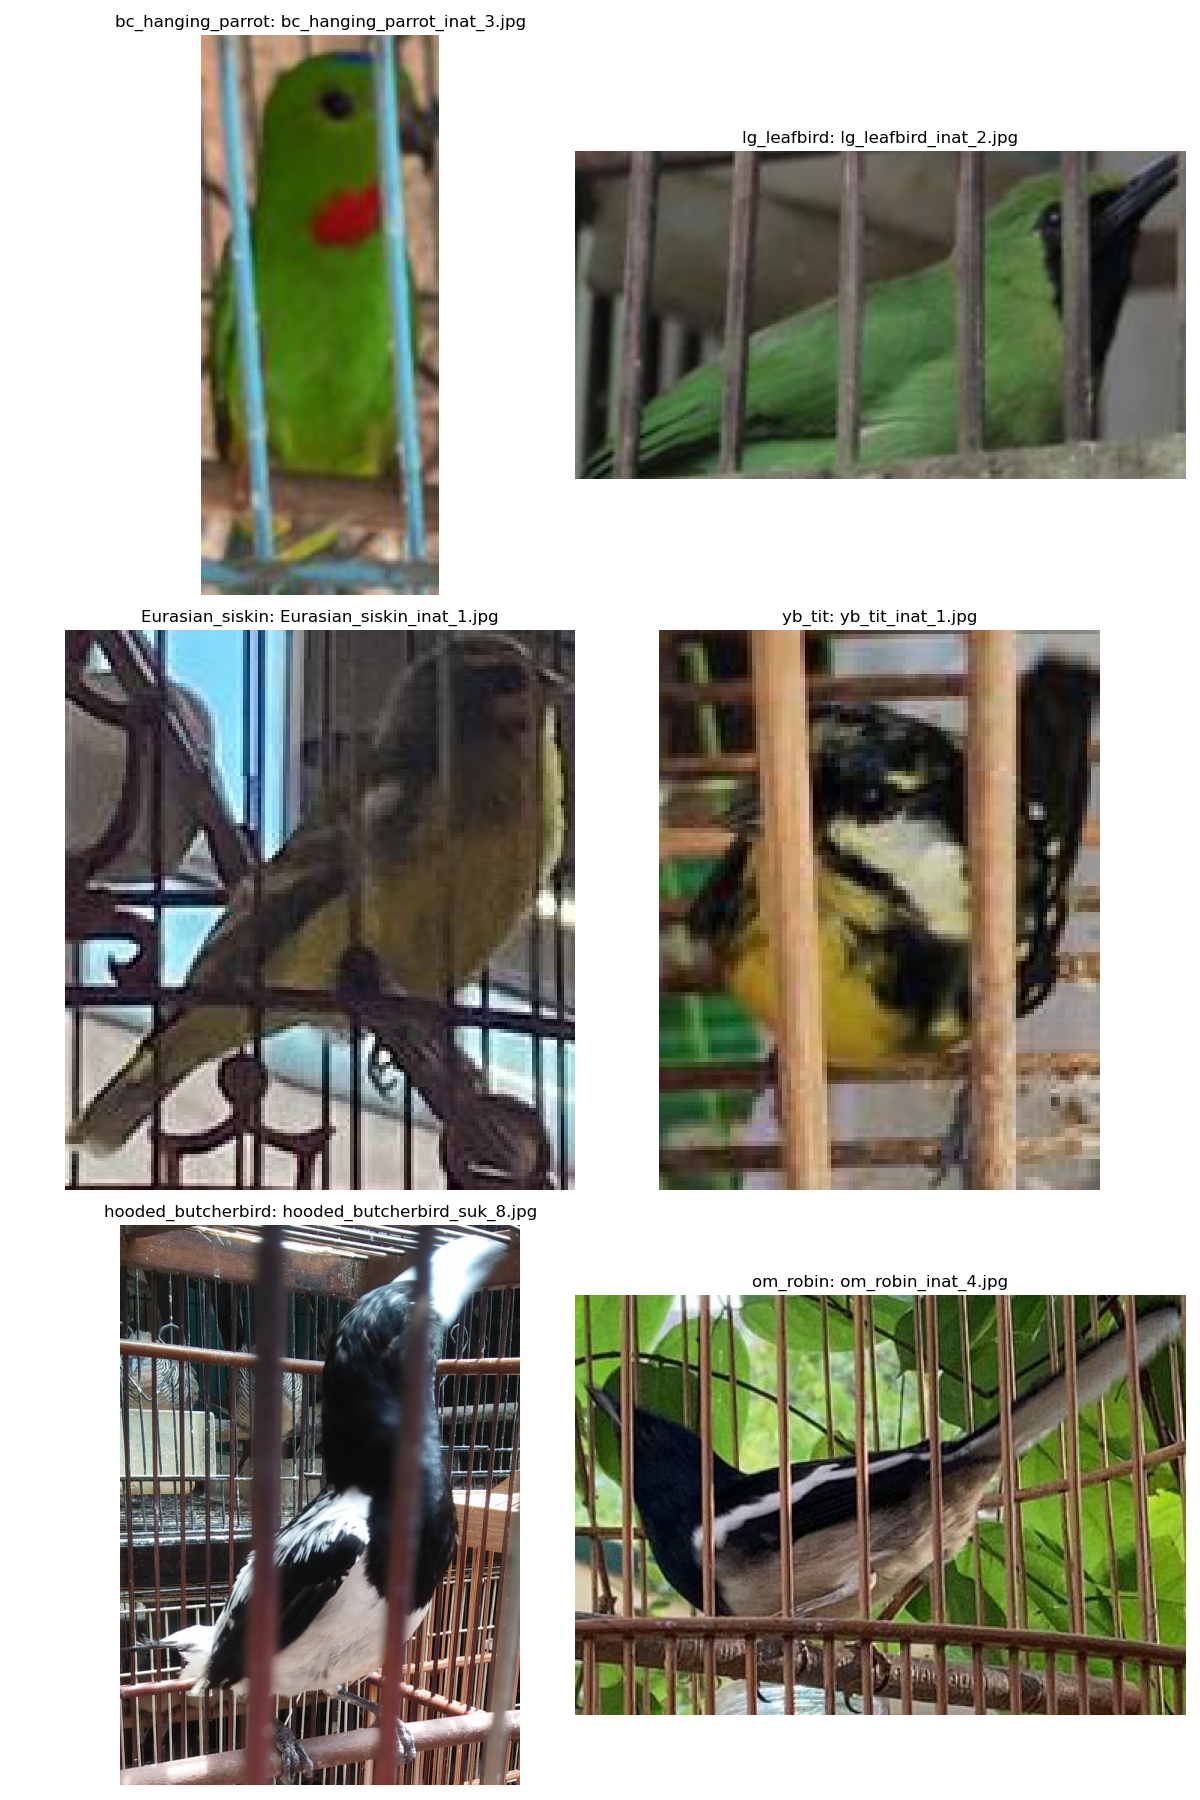 bc_hanging_parrot: bc_hanging_parrot_inat_3.jpg
lg_leafbird: lg_leafbird_inat_2.jpg
Eurasian_siskin: Eurasian_siskin_inat_1.jpg
yb_tit: yb_tit_inat_1.jpg
hooded_butcherbird: hooded_butcherbird_suk_8.jpg
om_robin: om_robin_inat_4.jpg